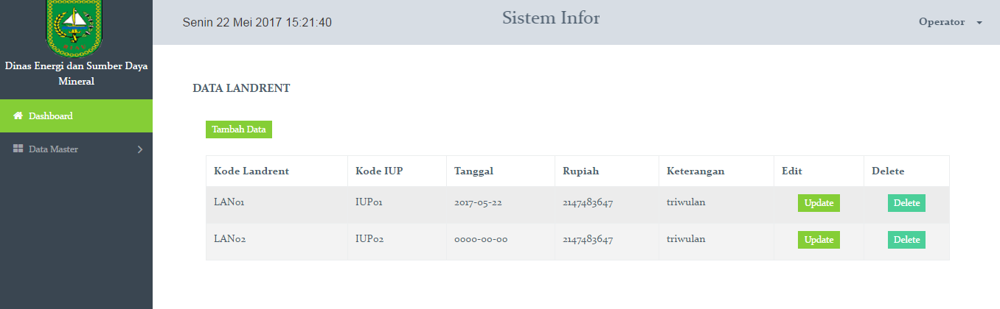 Senin 22 Mei 2017 15:21:40
Sistem Infor
Operator
RIAU
Dinas Energi dan Sumber Daya
Mineral
Dashboard
Data Master
DATA LANDRENT
Tambah Data
Kode Landrent Kode IUP Tanggal Rupiah Keterangan Edit Delete
LAN01 IUP01 2017-05-22 2147483647 triwulan Update Delete
LAN02 IUP02 0000-00-00 2147483647 triwulan Update Delete